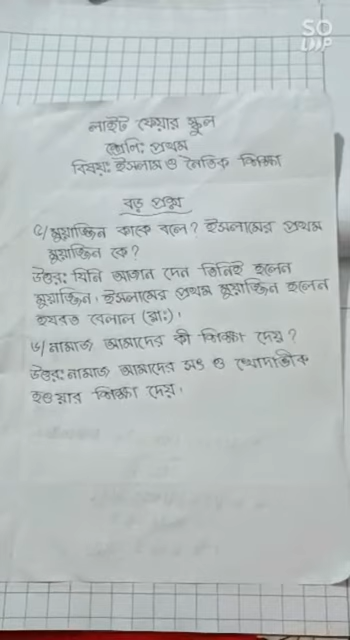 SO
লাইট ফেয়ার স্কুল
শ্রেনি: প্রথম
বিষয়: ইসলাম ও নৈতিক শিক্ষা
বড় প্রশ্ন
৫/ মুয়াজ্জিন কাকে বলে? ইসলামের প্রথম
মুয়াজ্জিন কে?
উত্তর: যিনি আজান দেন তিনিই হলেন
মুয়াজ্জিন। ইসলামের প্রথম মুয়াজ্জিন হলেন
হযরত বেলাল (রা:)।
৬/ নামাজ আমাদের কী শিক্ষা দেয়?
উত্তর: নামাজ আমাদের সৎ ও খোদাভীরু
হওয়ার শিক্ষা দেয়।